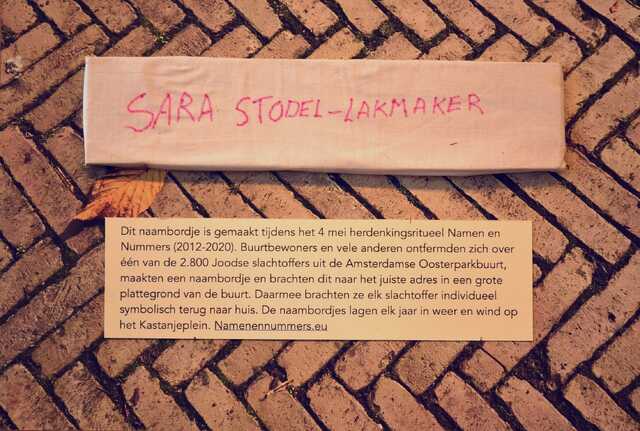 SARA STODEL-LAKMAKER
Dit naambordje is gemaakt tijdens het 4 mei herdenkingsritueel Namen en
Nummers (2012-2020). Buurtbewoners en vele anderen ontfermden zich over
één van de 2.800 Joodse slachtoffers uit de Amsterdamse Oosterparkbuurt,
maakten een naambordje en brachten dit naar het juiste adres in een grote
plattegrond van de buurt. Daarmee brachten ze elk slachtoffer individueel
symbolisch terug naar huis. De naambordjes lagen elk jaar in weer en wind op
het Kastanjeplein. Namenennummers.eu